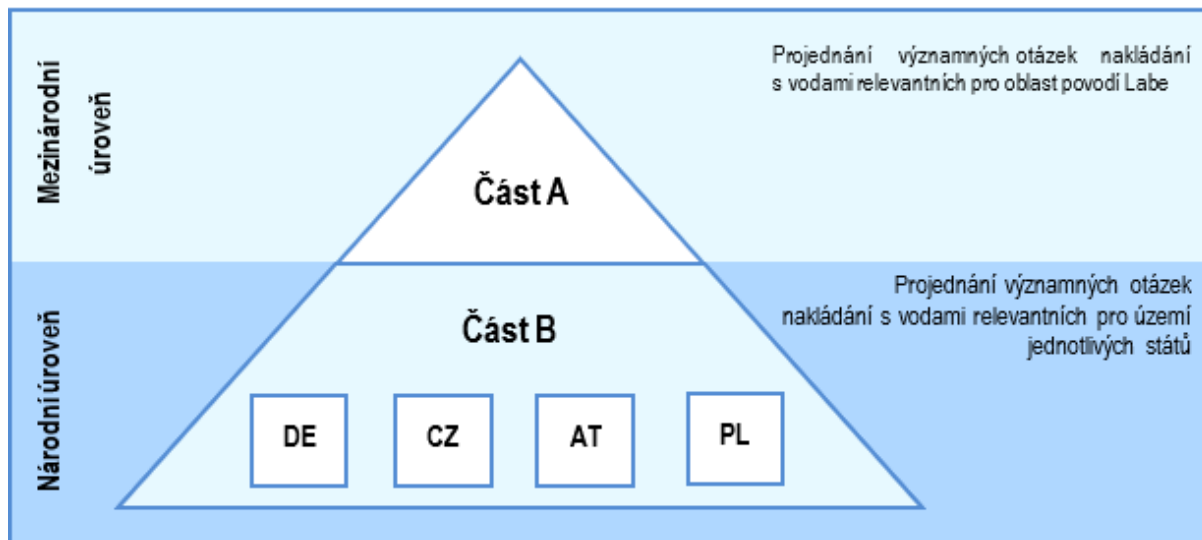 Mezinárodní
úroveň
Projednání významných otázek nakládání
s vodami relevantních pro oblast povodí Labe
Část A
Národní úroveň
Projednání významných otázek
nakládání s vodami relevantních pro území
jednotlivých států
Část B
DE
CZ
AT
PL